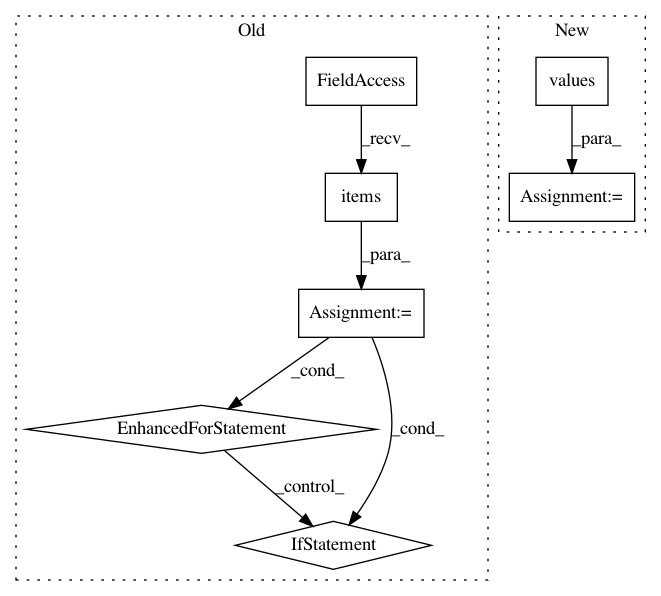 Old
New
FieldAccess
values
_recv_
_para_
items
Assignment:=
_para_
Assignment:=
_cond_
_cond_
EnhancedForStatement
_control_
IfStatement